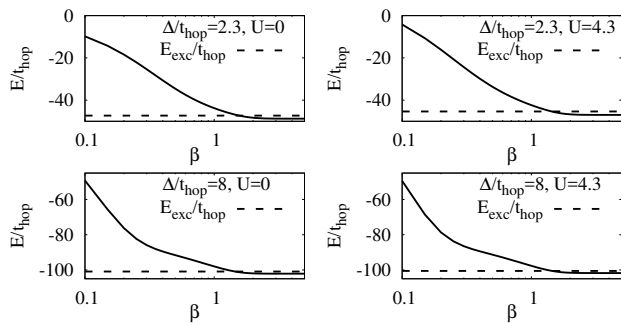 0
-20
-40
0.1
1
E/t_hop
β
Δ/t_hop=2.3, U=0
E_exc/t_hop
0
-20
-40
0.1
1
E/t_hop
β
Δ/t_hop=2.3, U=4.3
E_exc/t_hop
-60
-80
-100
0.1
1
E/t_hop
β
Δ/t_hop=8, U=0
E_exc/t_hop
-60
-80
-100
0.1
1
E/t_hop
β
Δ/t_hop=8, U=4.3
E_exc/t_hop